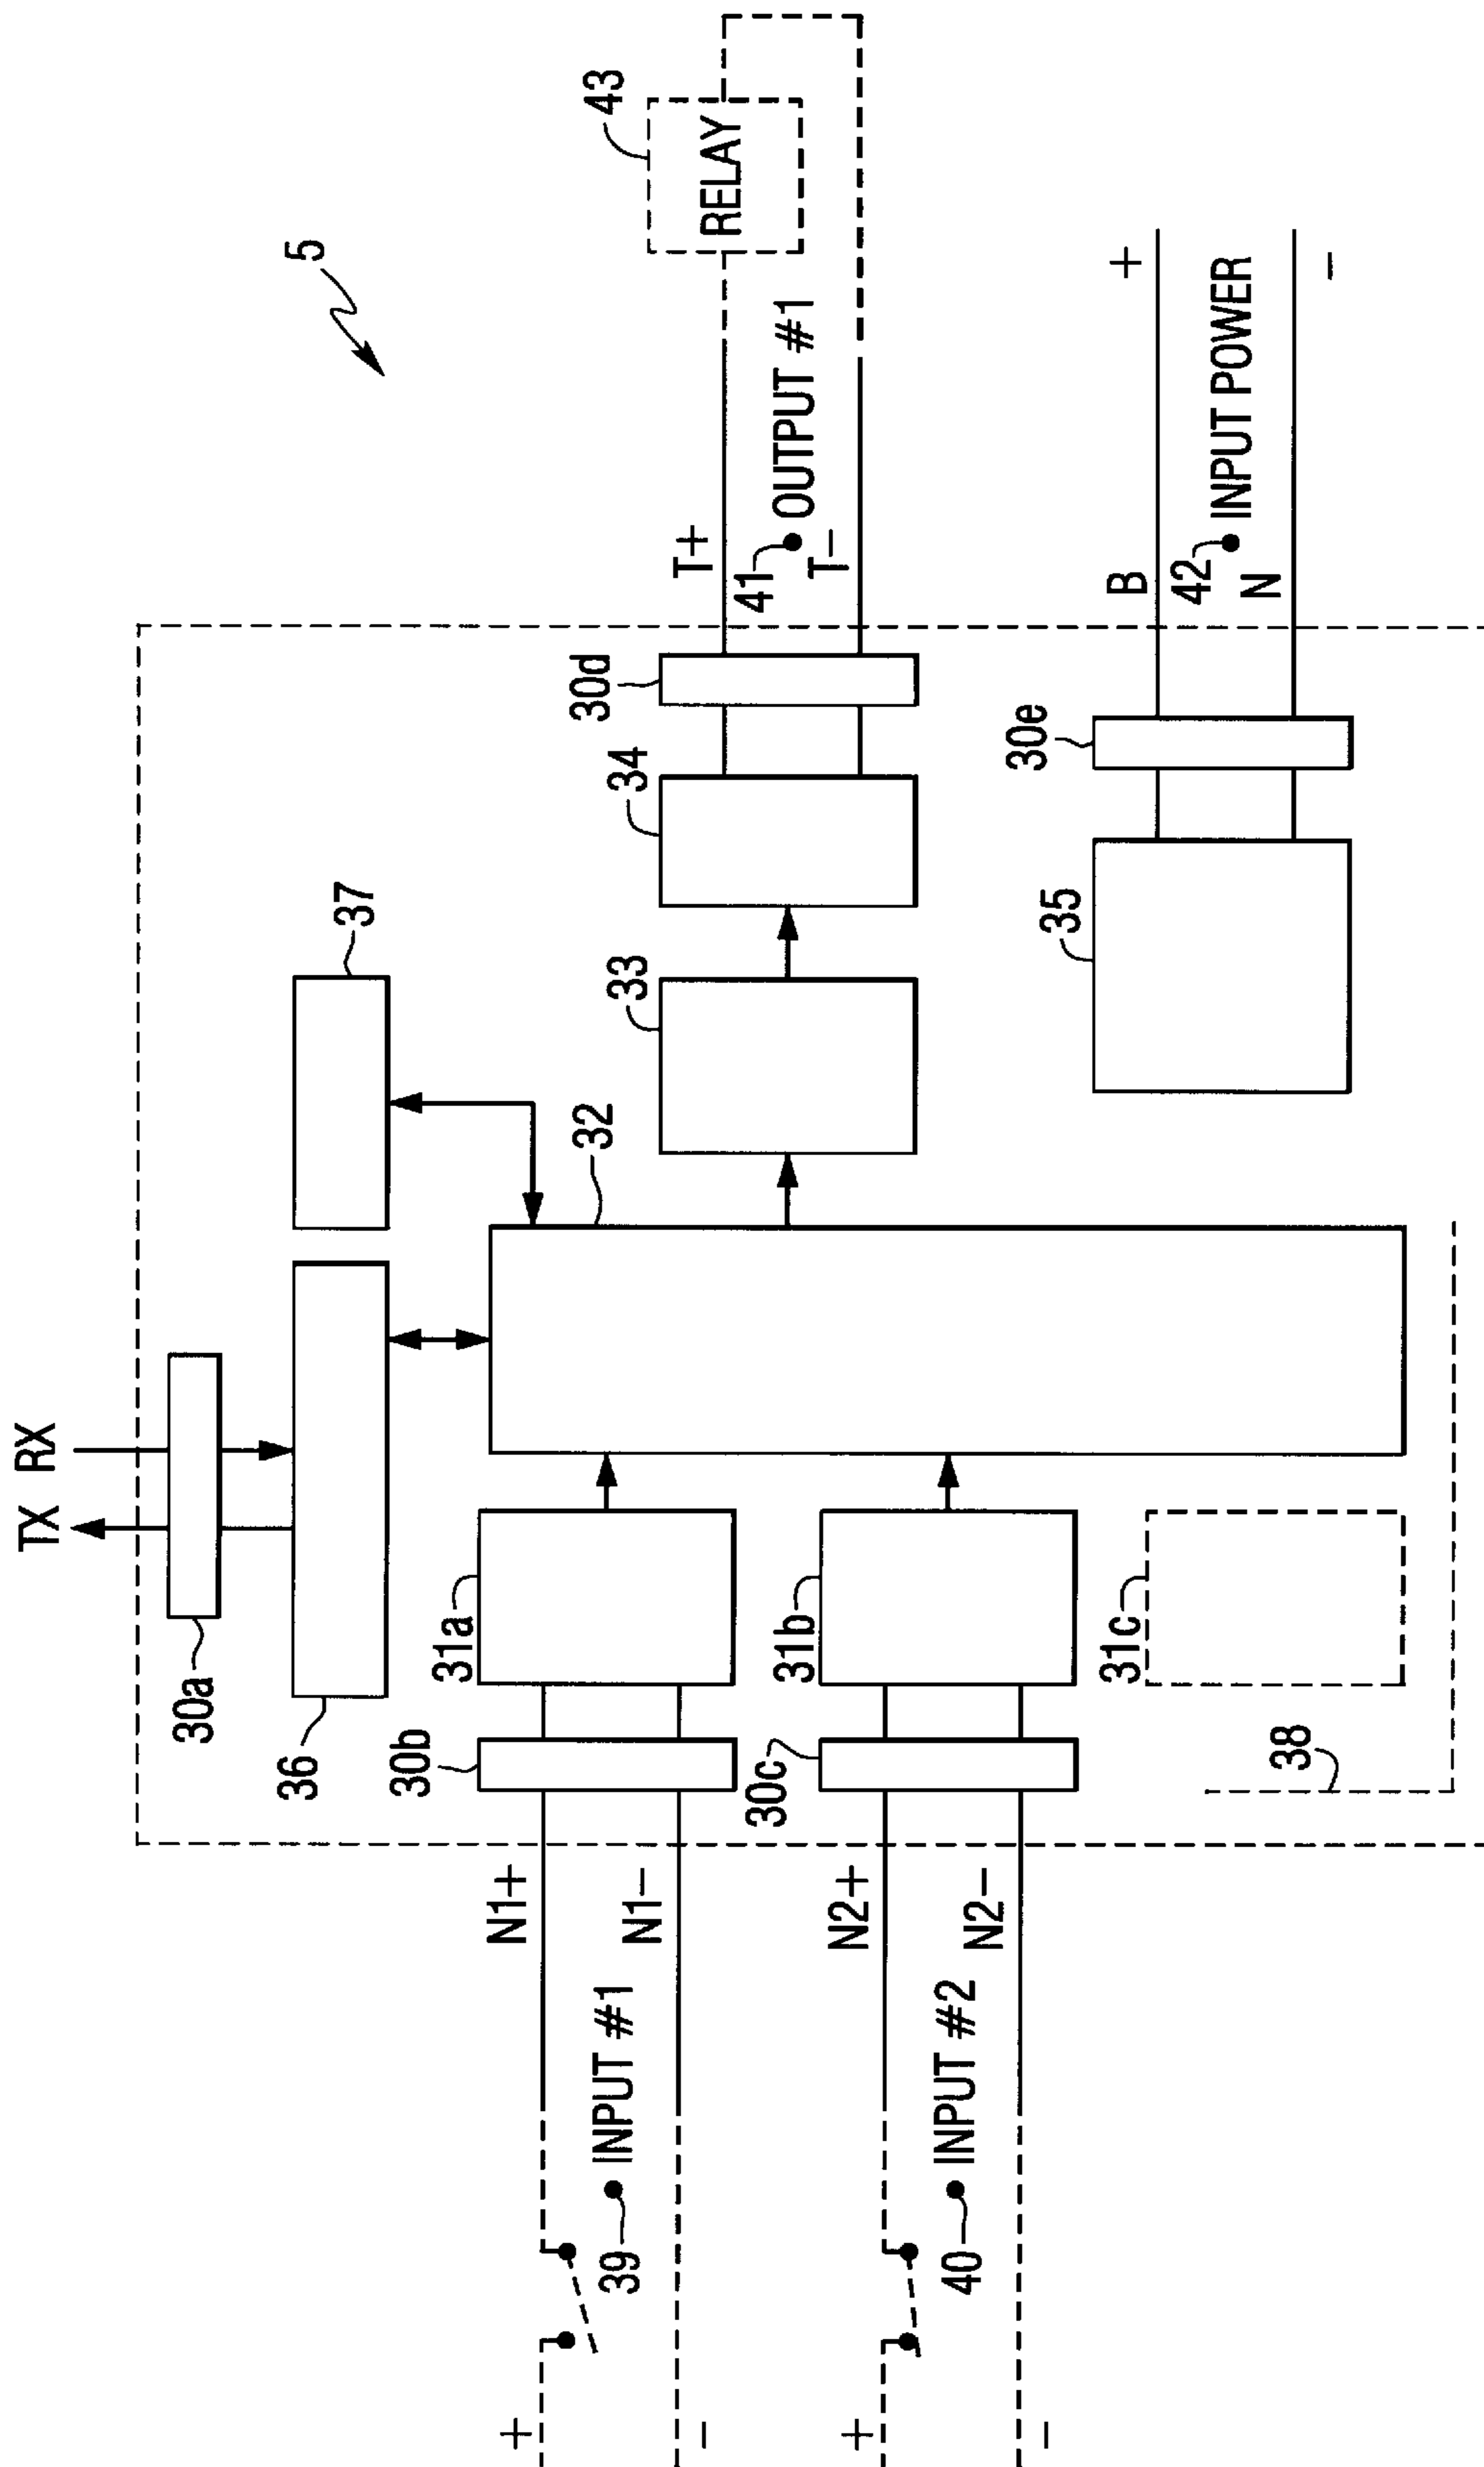 TX RX
5
30a
36
37
43
RELAY
N1+
30b
31a
32
33
34
30d
T+
39
INPUT #1
N1−
41
OUTPUT #1
T−
+
−
N2+
30c
31b
40
INPUT #2
N2−
+
−
31c
38
35
30e
B
+
42
INPUT POWER
N
−